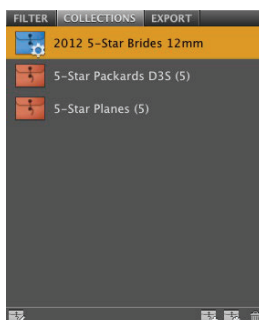 FILTER COLLECTIONS EXPORT
2012 5-Star Brides 12mm
5-Star Packards D3S (5)
5-Star Planes (5)